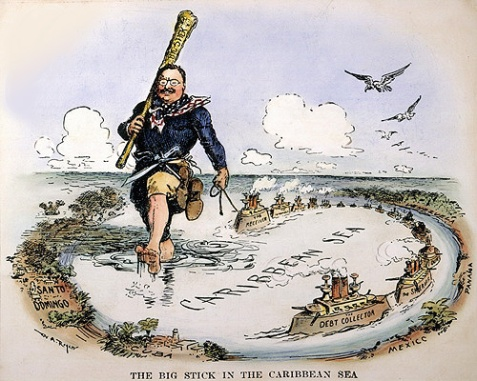 CARIBBEAN SEA
SANTO
DOMINGO
DEBT COLLECTOR
MEXICO
PANAMA
THE BIG STICK IN THE CARIBBEAN SEA